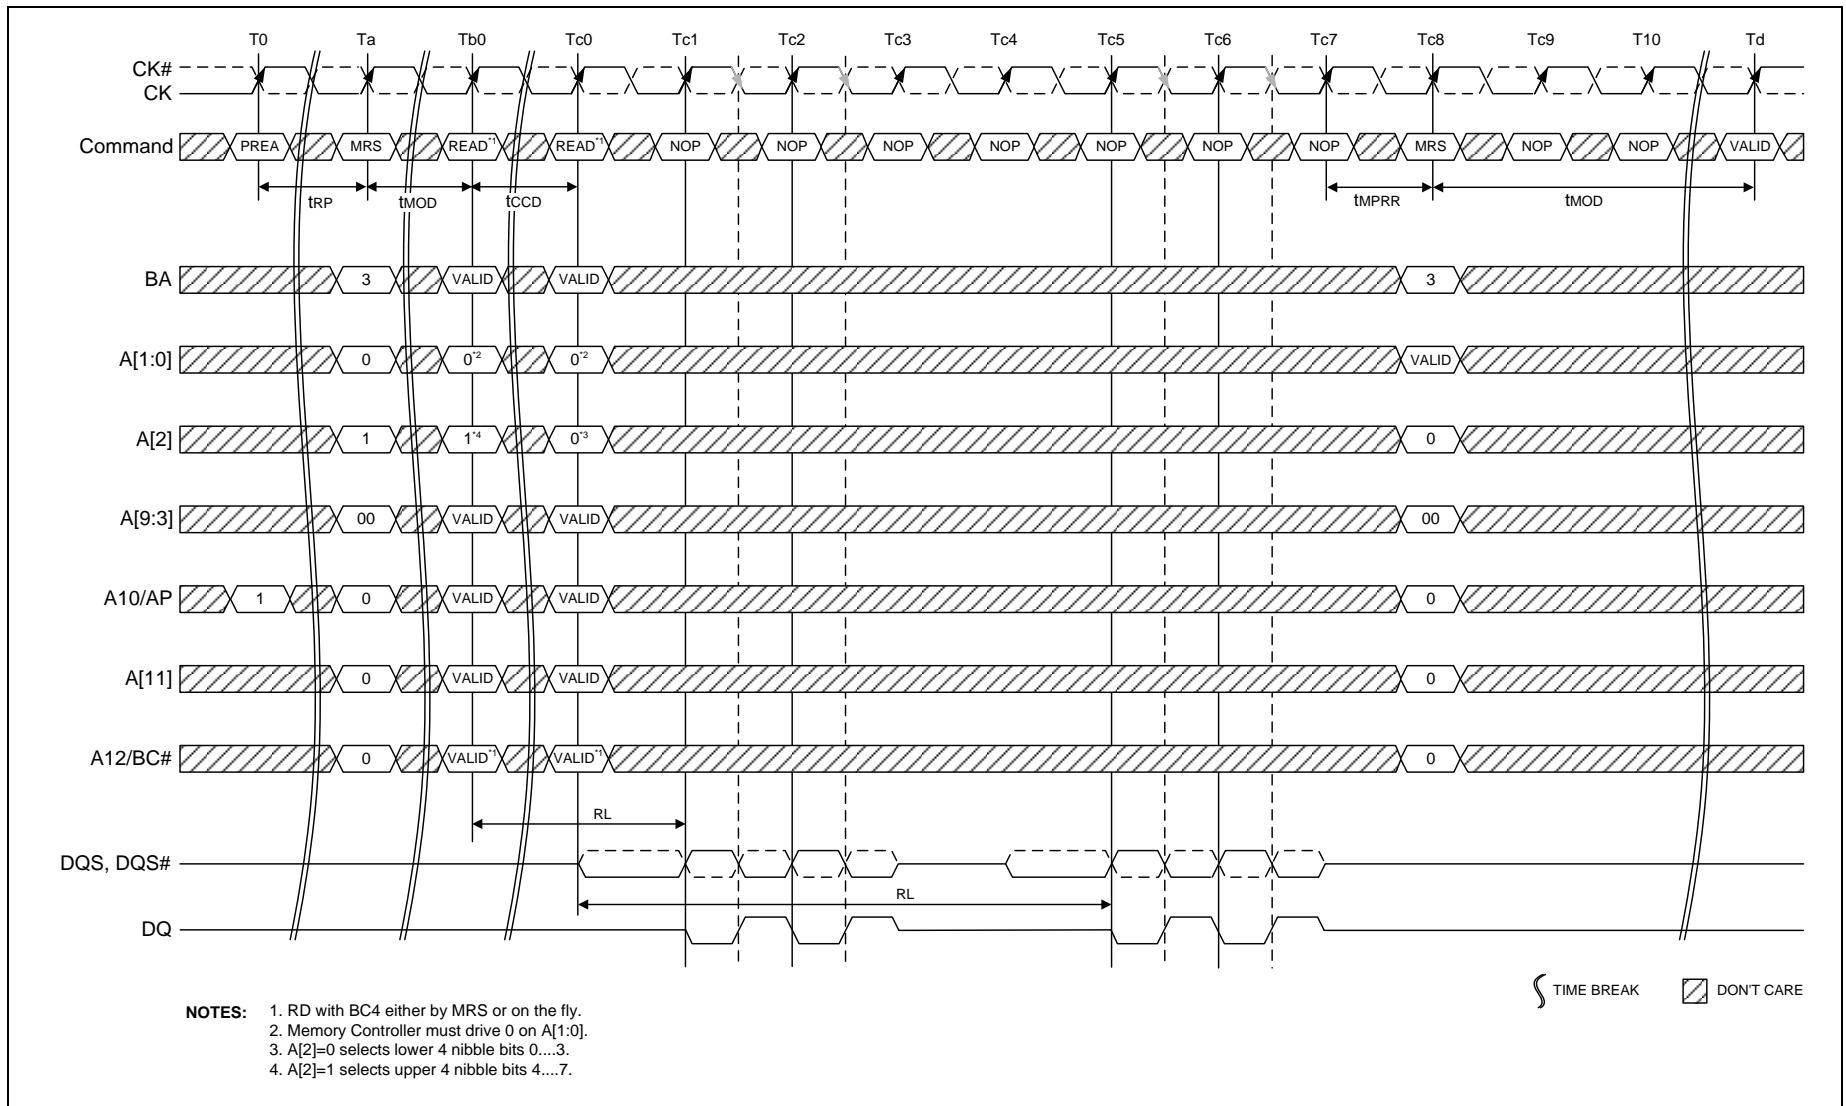 T0 Ta Tb0 Tc0 Tc1 Tc2 Tc3 Tc4 Tc5 Tc6 Tc7 Tc8 Tc9 T10 Td
CK#
CK
Command PREA MRS READ*1 READ*1 NOP NOP NOP NOP NOP NOP NOP MRS NOP NOP VALID
tRP tMOD tCCD tMPRR tMOD
BA 3 VALID VALID 3
A[1:0] 0 0*2 0*2 VALID
A[2] 1 1*4 0*3 0
A[9:3] 00 VALID VALID 00
A10/AP 1 0 VALID VALID 0
A[11] 0 VALID VALID 0
A12/BC# 0 VALID*1 VALID*1 0
RL
DQS, DQS#
RL
DQ
TIME BREAK DON'T CARE
NOTES: 1. RD with BC4 either by MRS or on the fly.
2. Memory Controller must drive 0 on A[1:0].
3. A[2]=0 selects lower 4 nibble bits 0....3.
4. A[2]=1 selects upper 4 nibble bits 4....7.